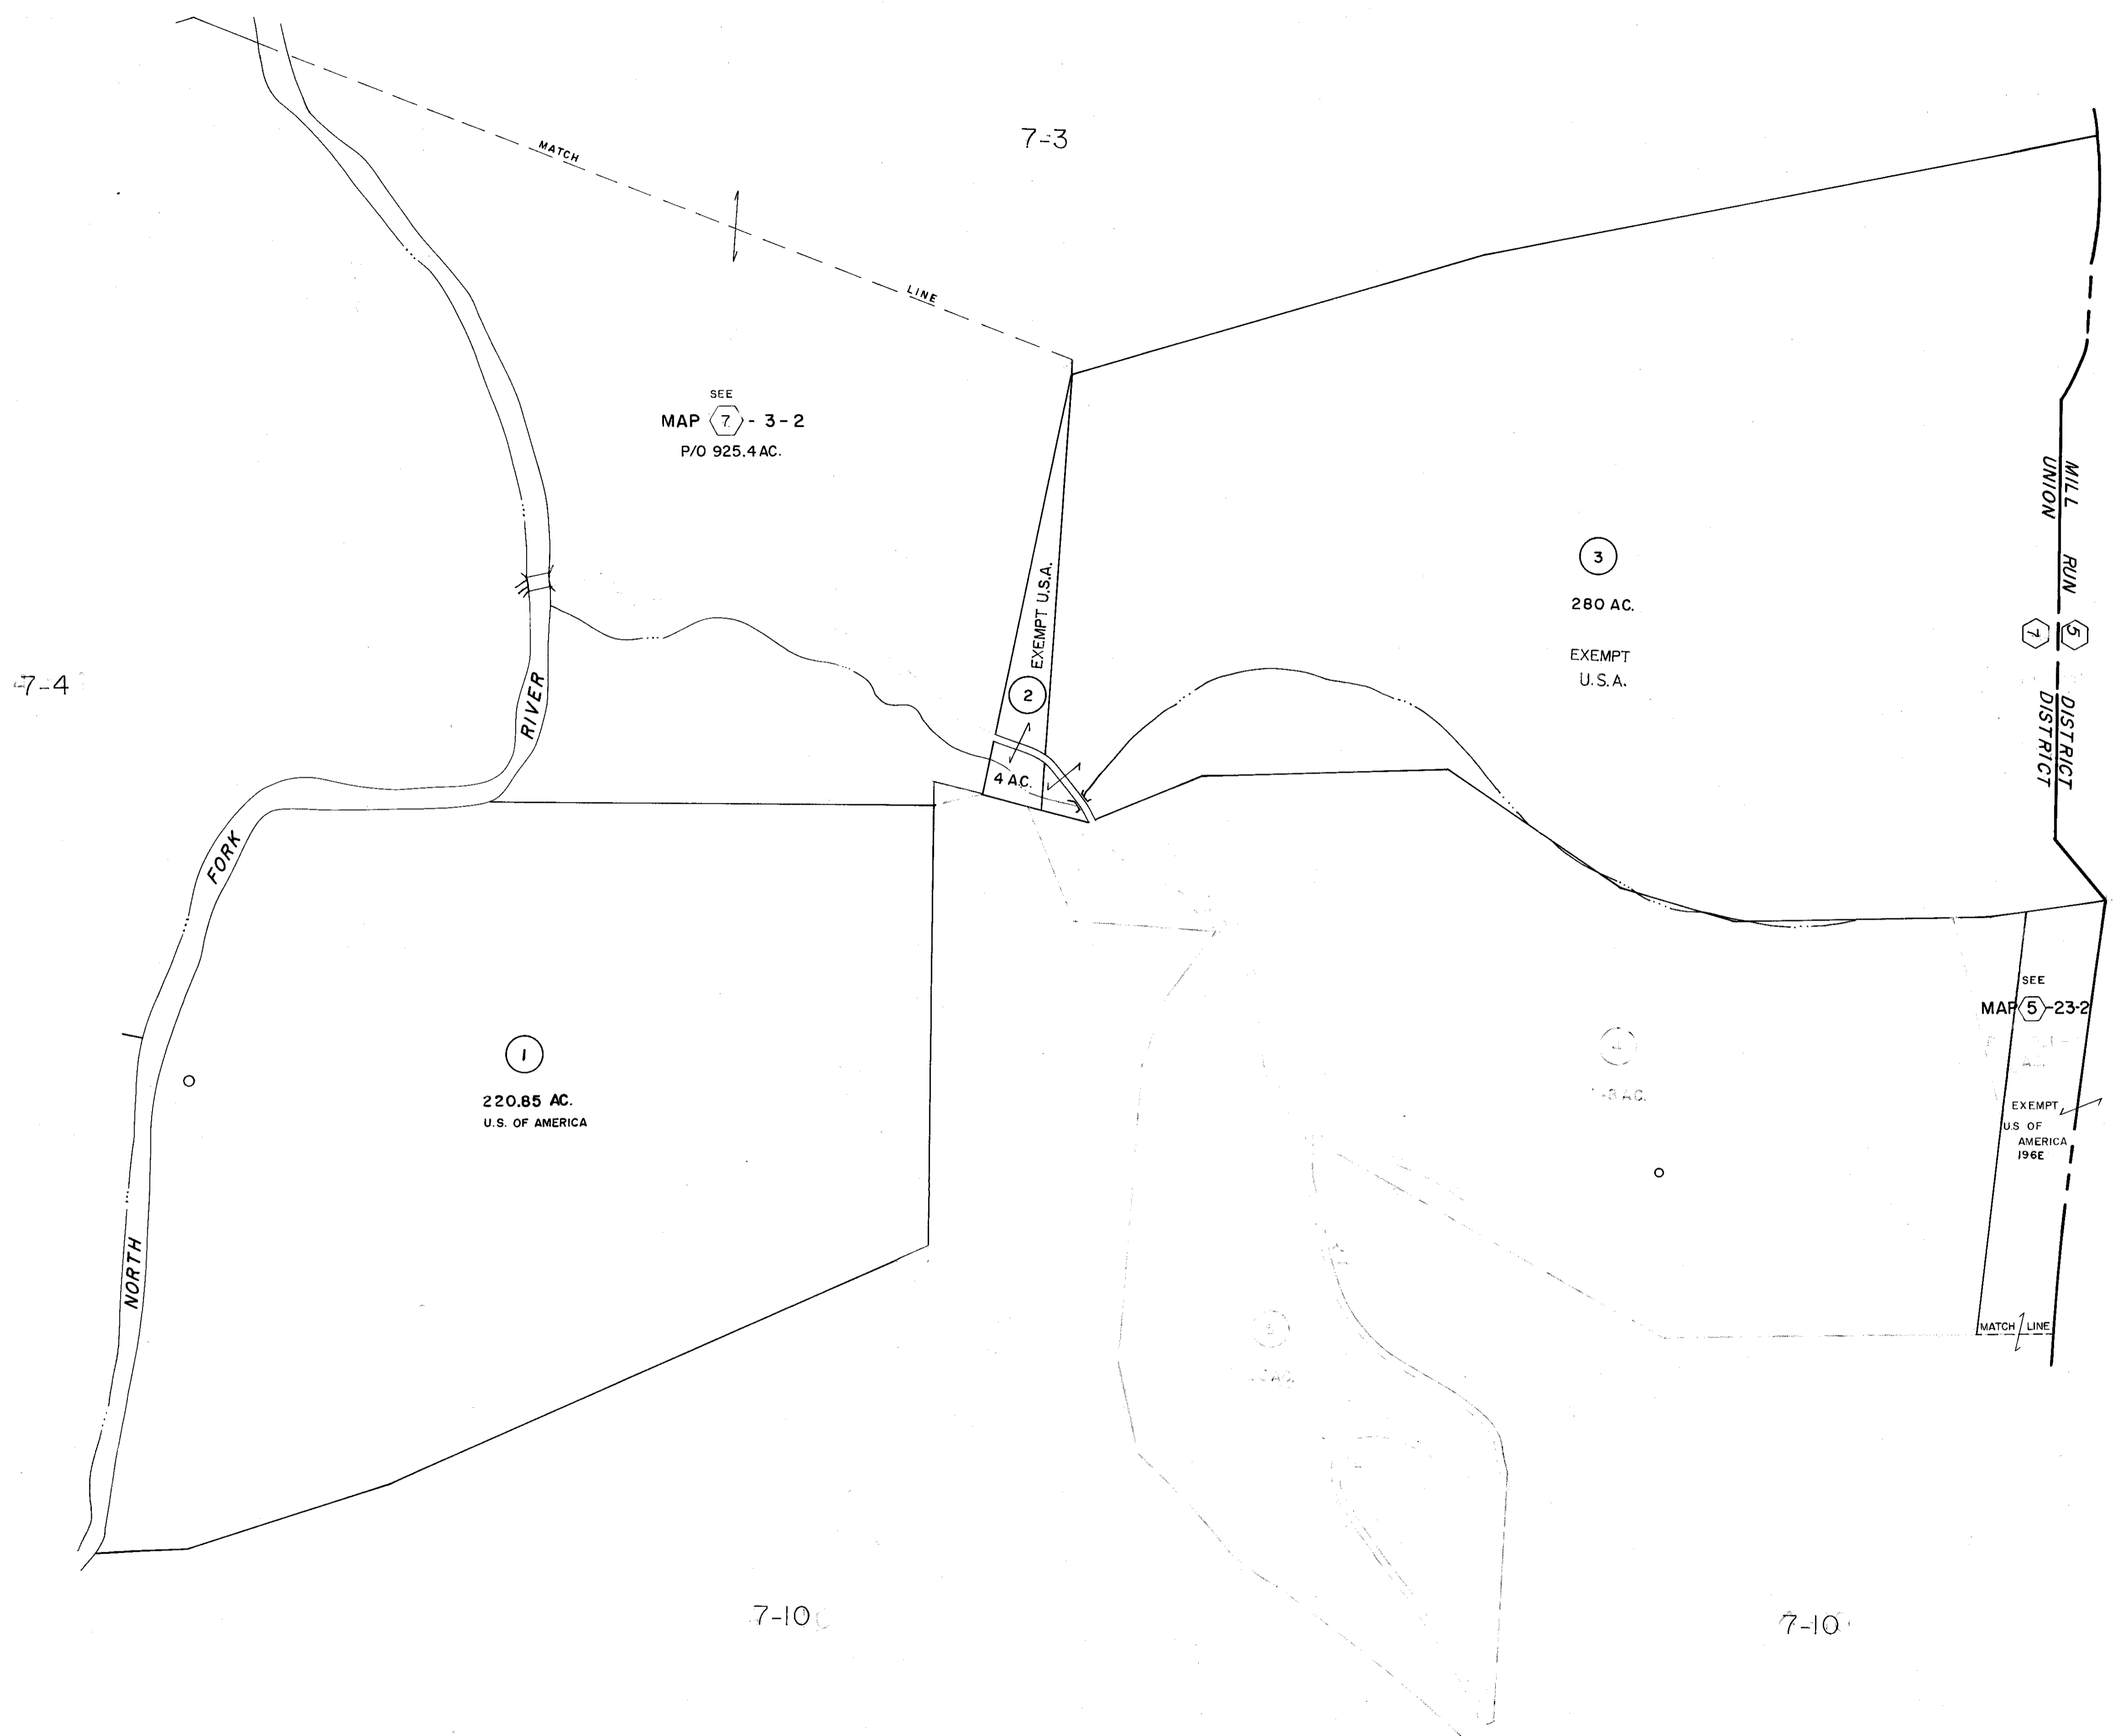 7-3
MATCH
LINE
SEE
MAP 7 - 3-2
P/O 925.4 AC.
EXEMPT U.S.A.
2
4 AC.
3
280 AC.
EXEMPT
U.S.A.
MILL RUN 5 DISTRICT
UNION 7 DISTRICT
7-4
RIVER
FORK
NORTH
1
220.85 AC.
U.S. OF AMERICA
SEE
MAP 5-23-2
EXEMPT
U.S OF
AMERICA
196E
4
AC.
MATCH LINE
7-10
7-10